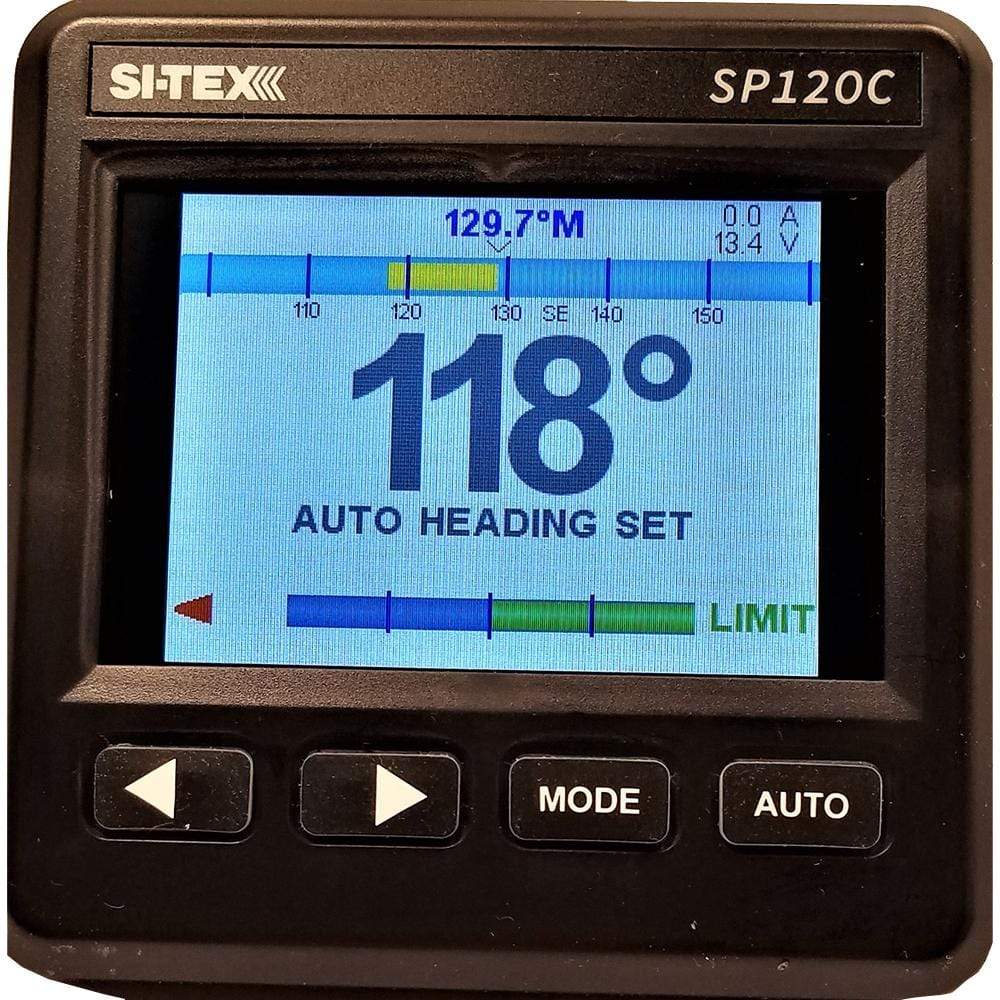 SI-TEX SP120C
129.7°M 0.0 A
13.4 V
110 120 130 SE 140 150
118°
AUTO HEADING SET
LIMIT
MODE AUTO